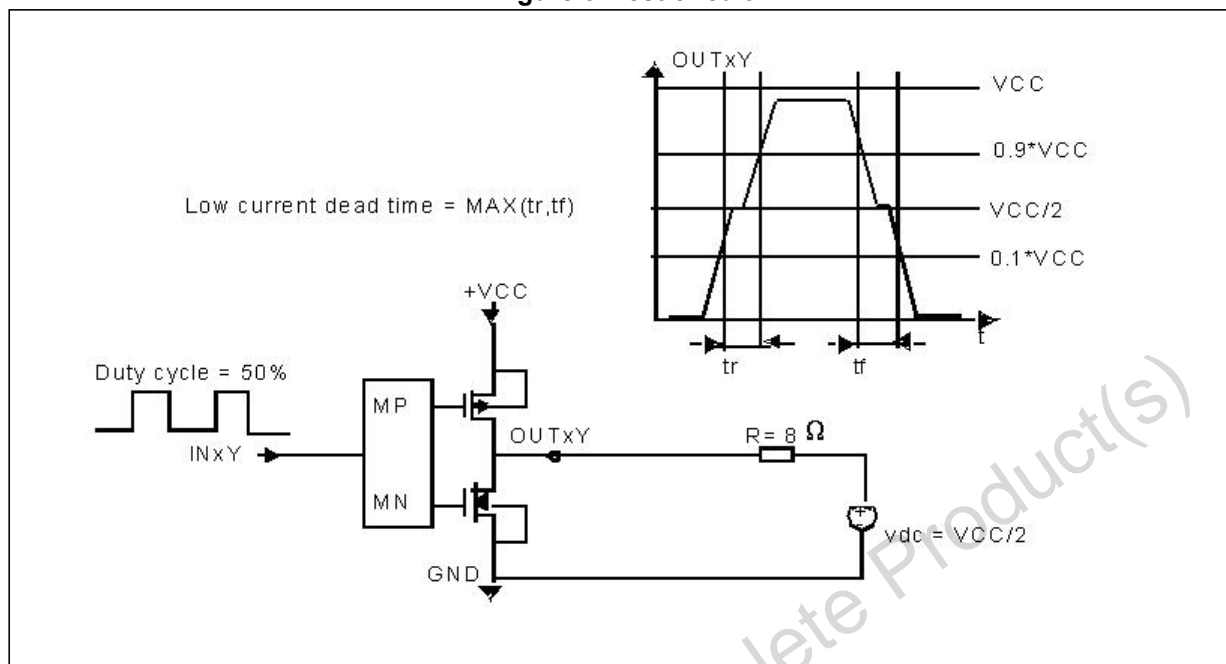 OUTxY
VCC
0.9*VCC
Low current dead time = MAX(tr,tf)
VCC/2
0.1*VCC
+VCC
t
tr
tf
Duty cycle = 50%
MP
OUTxY
R= 8 Ω
INxY
MN
+
vdc = VCC/2
GND
lete Product(s)